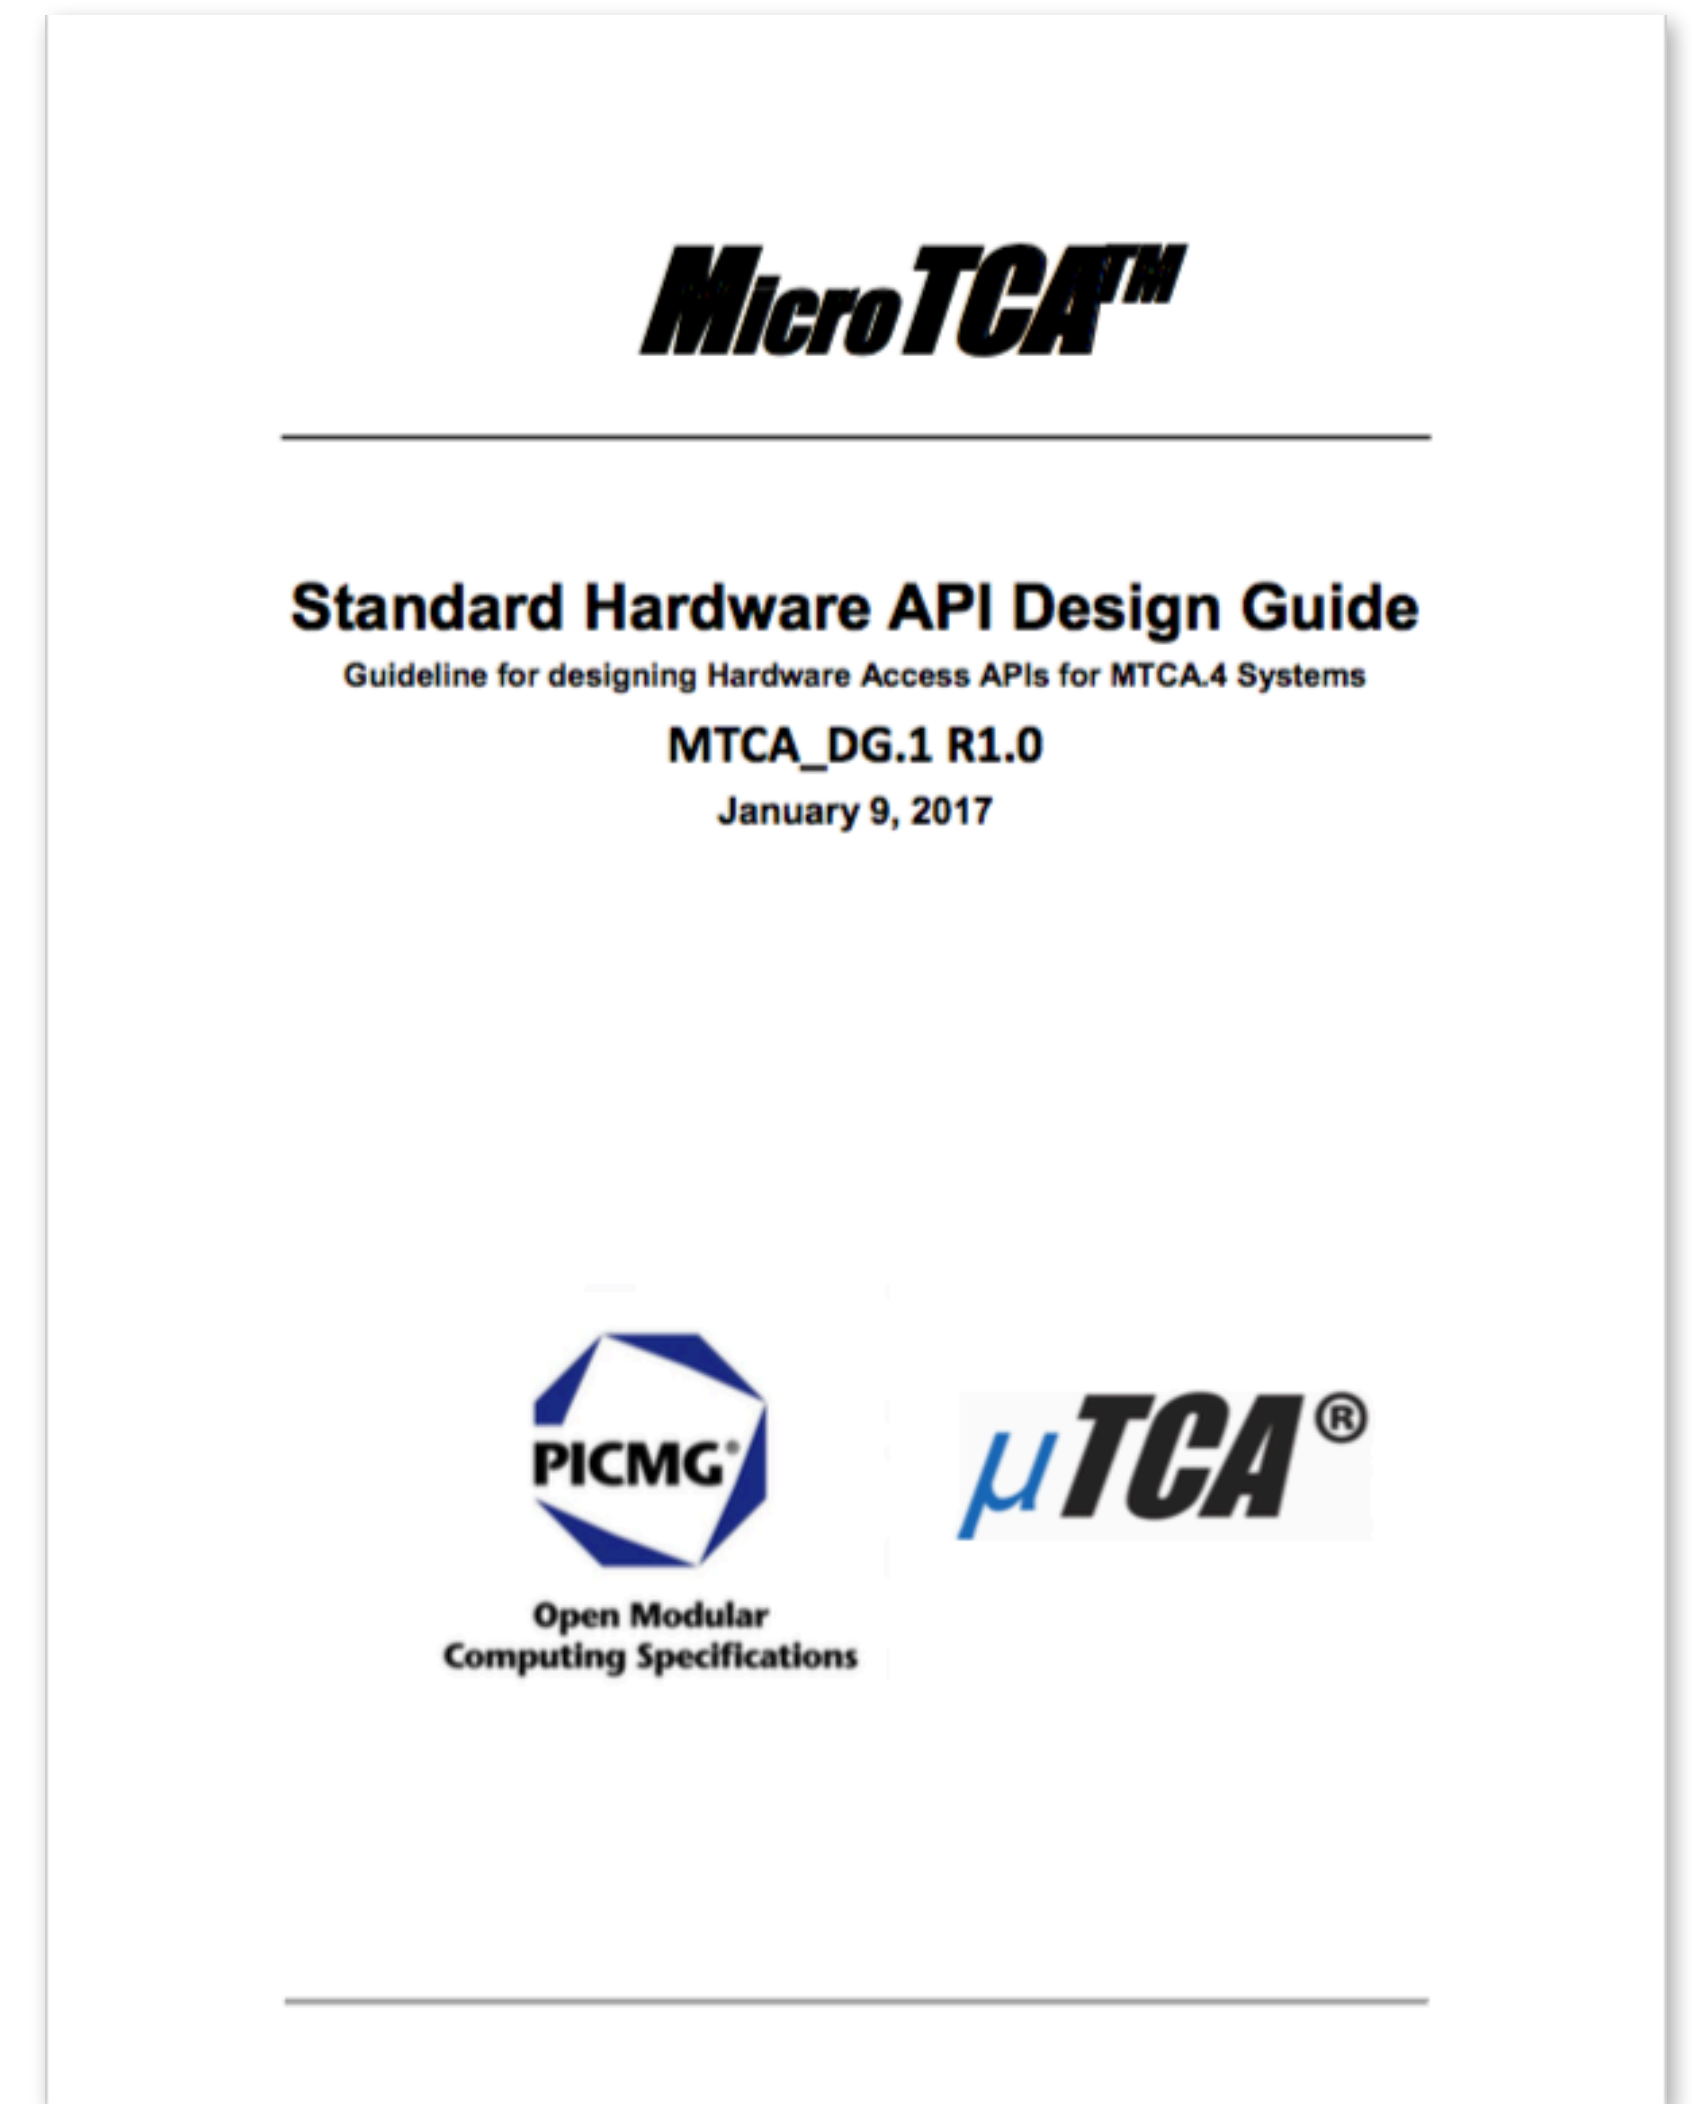 MicroTCA™
Standard Hardware API Design Guide
Guideline for designing Hardware Access APIs for MTCA.4 Systems
MTCA_DG.1 R1.0
January 9, 2017
PICMG®
Open Modular
Computing Specifications
µTCA®